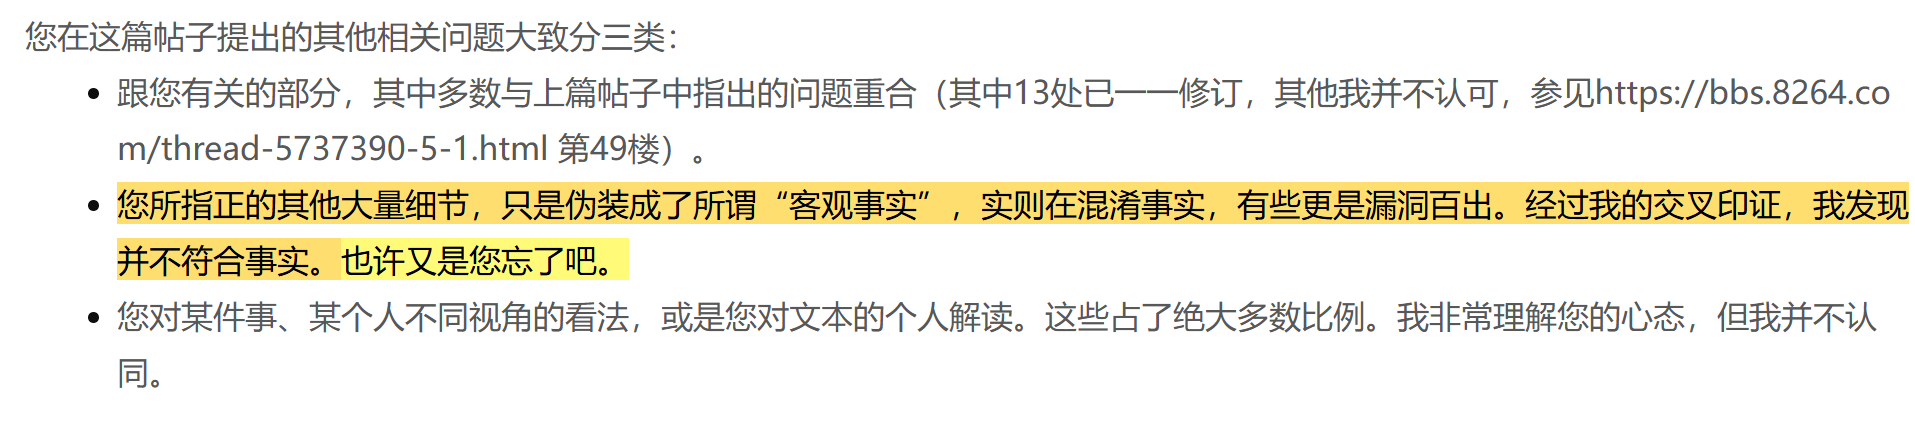 您在这篇帖子提出的其他相关问题大致分三类：
跟您有关的部分，其中多数与上篇帖子中指出的问题重合（其中13处已一一修订，其他我并不认可，参见https://bbs.8264.co
m/thread-5737390-5-1.html 第49楼）。
您所指正的其他大量细节，只是伪装成了所谓“客观事实”，实则在混淆事实，有些更是漏洞百出。经过我的交叉印证，我发现
并不符合事实。也许又是您忘了吧。
您对某件事、某个人不同视角的看法，或是您对文本的个人解读。这些占了绝大多数比例。我非常理解您的心态，但我并不认
同。